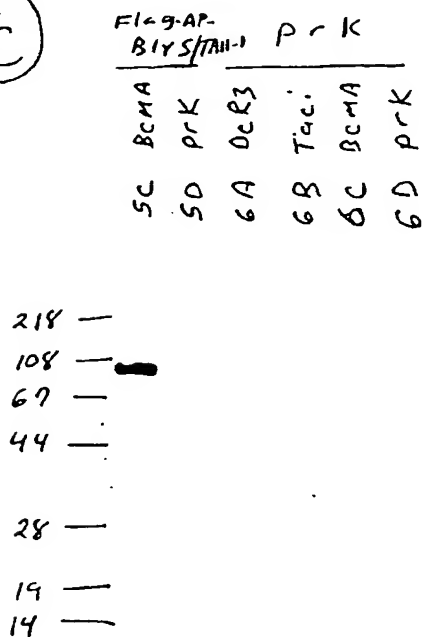 Flag-AP-
BlyS/TALL-1
prK
5C BCMA
5D prK
6A DcR3
6B Taci
6C BCMA
6D prK
218
108
67
44
28
19
14